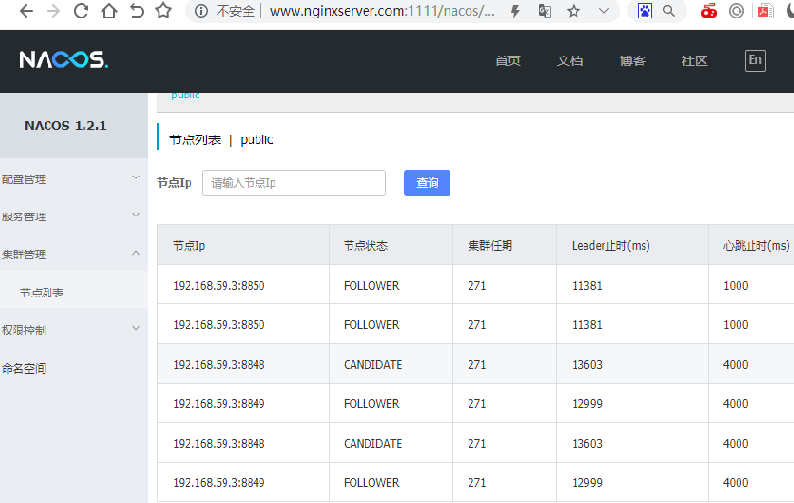 不安全 | www.nginxserver.com:1111/nacos/...
NACOS. 首页 文档 博客 社区 En
public
NACOS 1.2.1
节点列表 | public
配置管理
节点Ip 请输入节点Ip 查询
服务管理
节点Ip 节点状态 集群任期 Leader止时(ms) 心跳止时(ms)
集群管理
192.168.59.3:8850 FOLLOWER 271 11381 1000
节点列表
192.168.59.3:8850 FOLLOWER 271 11381 1000
权限控制
192.168.59.3:8848 CANDIDATE 271 13603 4000
命名空间
192.168.59.3:8849 FOLLOWER 271 12999 4000
192.168.59.3:8848 CANDIDATE 271 13603 4000
192.168.59.3:8849 FOLLOWER 271 12999 4000